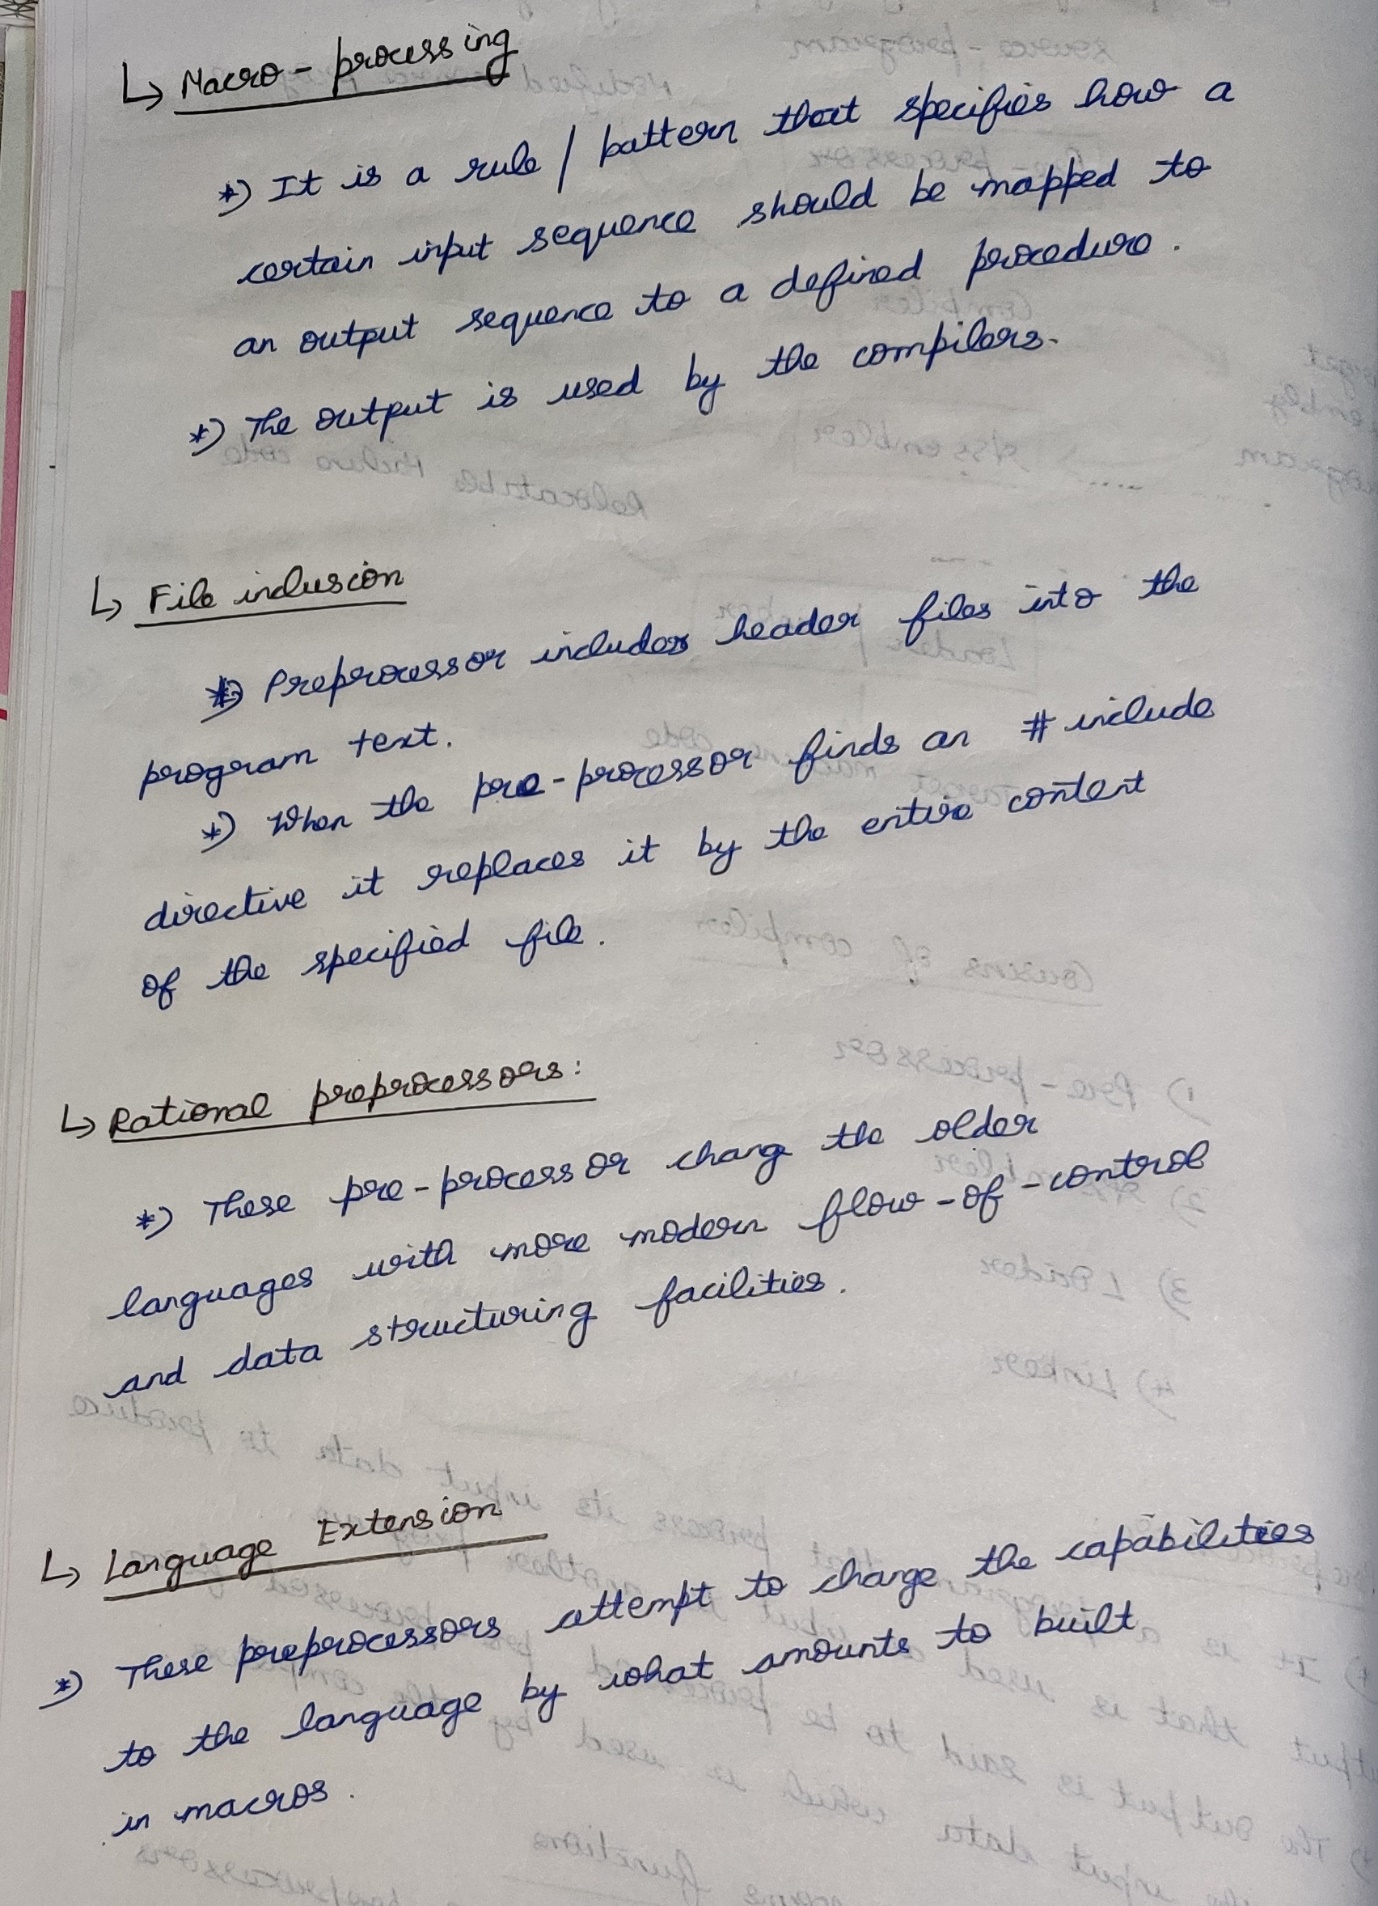 ↳ Macro-processing
*) It is a rule / pattern that specifies how a
certain input sequence should be mapped to
an output sequence to a defined procedure.
*) The output is used by the compilers.
↳ File inclusion
*) Preprocessor includes header files into the
program text.
*) When the pre-processor finds an # include
directive it replaces it by the entire content
of the specified file.
↳ Rational preprocessors:
*) These pre-processor change the older
languages with more modern flow-of-control
and data structuring facilities.
↳ Language Extension
*) These preprocessors attempt to change the capabilities
to the language by what amounts to built
in macros.